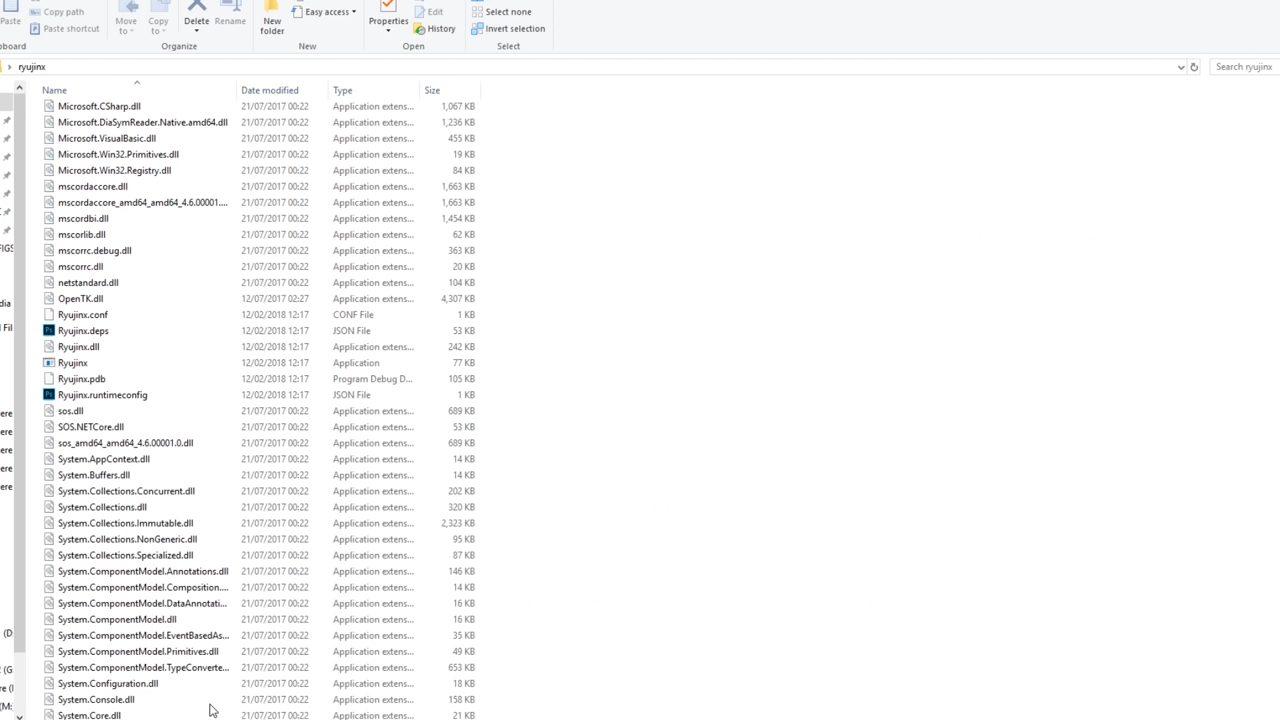 Paste
Copy path
Paste shortcut
Move to
Copy to
Delete
Rename
New folder
Easy access
Properties
Edit
History
Select none
Invert selection
Organize
New
Open
Select
ryujinx
Search ryujinx
Name Date modified Type Size
Microsoft.CSharp.dll 21/07/2017 00:22 Application extens... 1,067 KB
Microsoft.DiaSymReader.Native.amd64.dll 21/07/2017 00:22 Application extens... 1,236 KB
Microsoft.VisualBasic.dll 21/07/2017 00:22 Application extens... 455 KB
Microsoft.Win32.Primitives.dll 21/07/2017 00:22 Application extens... 19 KB
Microsoft.Win32.Registry.dll 21/07/2017 00:22 Application extens... 84 KB
mscordaccore.dll 21/07/2017 00:22 Application extens... 1,663 KB
mscordaccore_amd64_amd64_4.6.00001.... 21/07/2017 00:22 Application extens... 1,663 KB
mscordbi.dll 21/07/2017 00:22 Application extens... 1,454 KB
mscorlib.dll 21/07/2017 00:22 Application extens... 62 KB
mscorrc.debug.dll 21/07/2017 00:22 Application extens... 363 KB
mscorrc.dll 21/07/2017 00:22 Application extens... 20 KB
netstandard.dll 21/07/2017 00:22 Application extens... 104 KB
OpenTK.dll 12/07/2017 02:27 Application extens... 4,307 KB
Ryujinx.conf 12/02/2018 12:17 CONF File 1 KB
Ryujinx.deps 12/02/2018 12:17 JSON File 53 KB
Ryujinx.dll 12/02/2018 12:17 Application extens... 242 KB
Ryujinx 12/02/2018 12:17 Application 77 KB
Ryujinx.pdb 12/02/2018 12:17 Program Debug D... 105 KB
Ryujinx.runtimeconfig 12/02/2018 12:17 JSON File 1 KB
sos.dll 21/07/2017 00:22 Application extens... 689 KB
SOS.NETCore.dll 21/07/2017 00:22 Application extens... 53 KB
sos_amd64_amd64_4.6.00001.0.dll 21/07/2017 00:22 Application extens... 689 KB
System.AppContext.dll 21/07/2017 00:22 Application extens... 14 KB
System.Buffers.dll 21/07/2017 00:22 Application extens... 14 KB
System.Collections.Concurrent.dll 21/07/2017 00:22 Application extens... 202 KB
System.Collections.dll 21/07/2017 00:22 Application extens... 320 KB
System.Collections.Immutable.dll 21/07/2017 00:22 Application extens... 2,323 KB
System.Collections.NonGeneric.dll 21/07/2017 00:22 Application extens... 95 KB
System.Collections.Specialized.dll 21/07/2017 00:22 Application extens... 87 KB
System.ComponentModel.Annotations.dll 21/07/2017 00:22 Application extens... 146 KB
System.ComponentModel.Composition.... 21/07/2017 00:22 Application extens... 14 KB
System.ComponentModel.DataAnnotati... 21/07/2017 00:22 Application extens... 16 KB
System.ComponentModel.dll 21/07/2017 00:22 Application extens... 16 KB
System.ComponentModel.EventBasedAs... 21/07/2017 00:22 Application extens... 35 KB
System.ComponentModel.Primitives.dll 21/07/2017 00:22 Application extens... 49 KB
System.ComponentModel.TypeConverte... 21/07/2017 00:22 Application extens... 653 KB
System.Configuration.dll 21/07/2017 00:22 Application extens... 18 KB
System.Console.dll 21/07/2017 00:22 Application extens... 158 KB
System.Core.dll 21/07/2017 00:22 Application extens... 21 KB